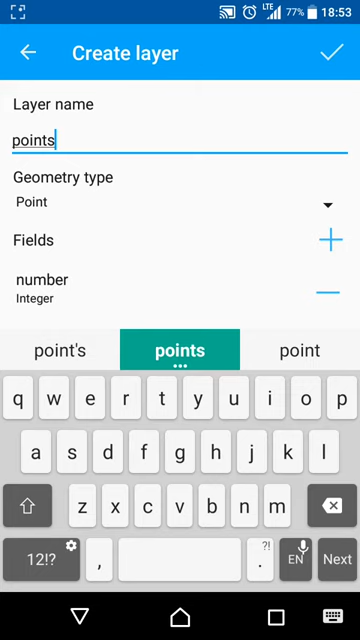 LTE 77% 18:53
Create layer
Layer name
points
Geometry type
Point
Fields
number
Integer
point's points point
q w e r t y u i o p
a s d f g h j k l
z x c v b n m
12!? , . ?! EN Next